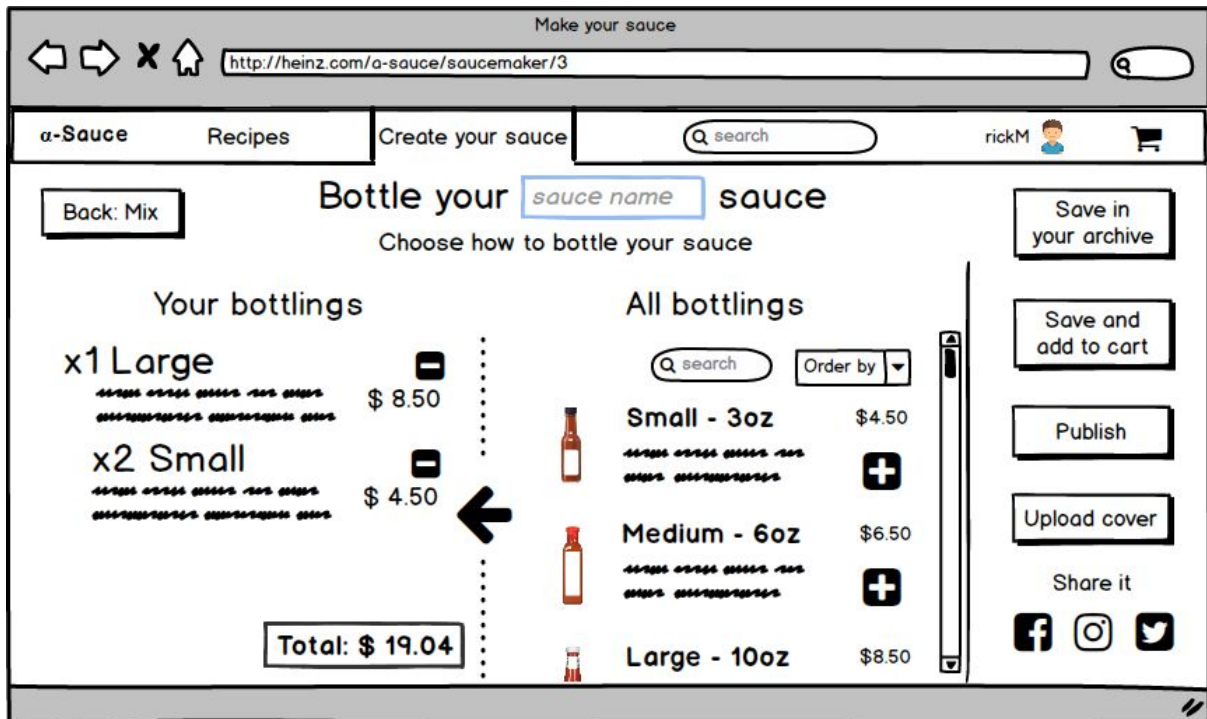 Make your sauce
http://heinz.com/a-sauce/saucemaker/3
α-Sauce Recipes Create your sauce search rickM
Back: Mix
Bottle your sauce name sauce
Choose how to bottle your sauce
Your bottlings
x1 Large
$ 8.50
x2 Small
$ 4.50
Total: $ 19.04
All bottlings
search Order by
Small - 3oz $4.50
Medium - 6oz $6.50
Large - 10oz $8.50
Save in
your archive
Save and
add to cart
Publish
Upload cover
Share it